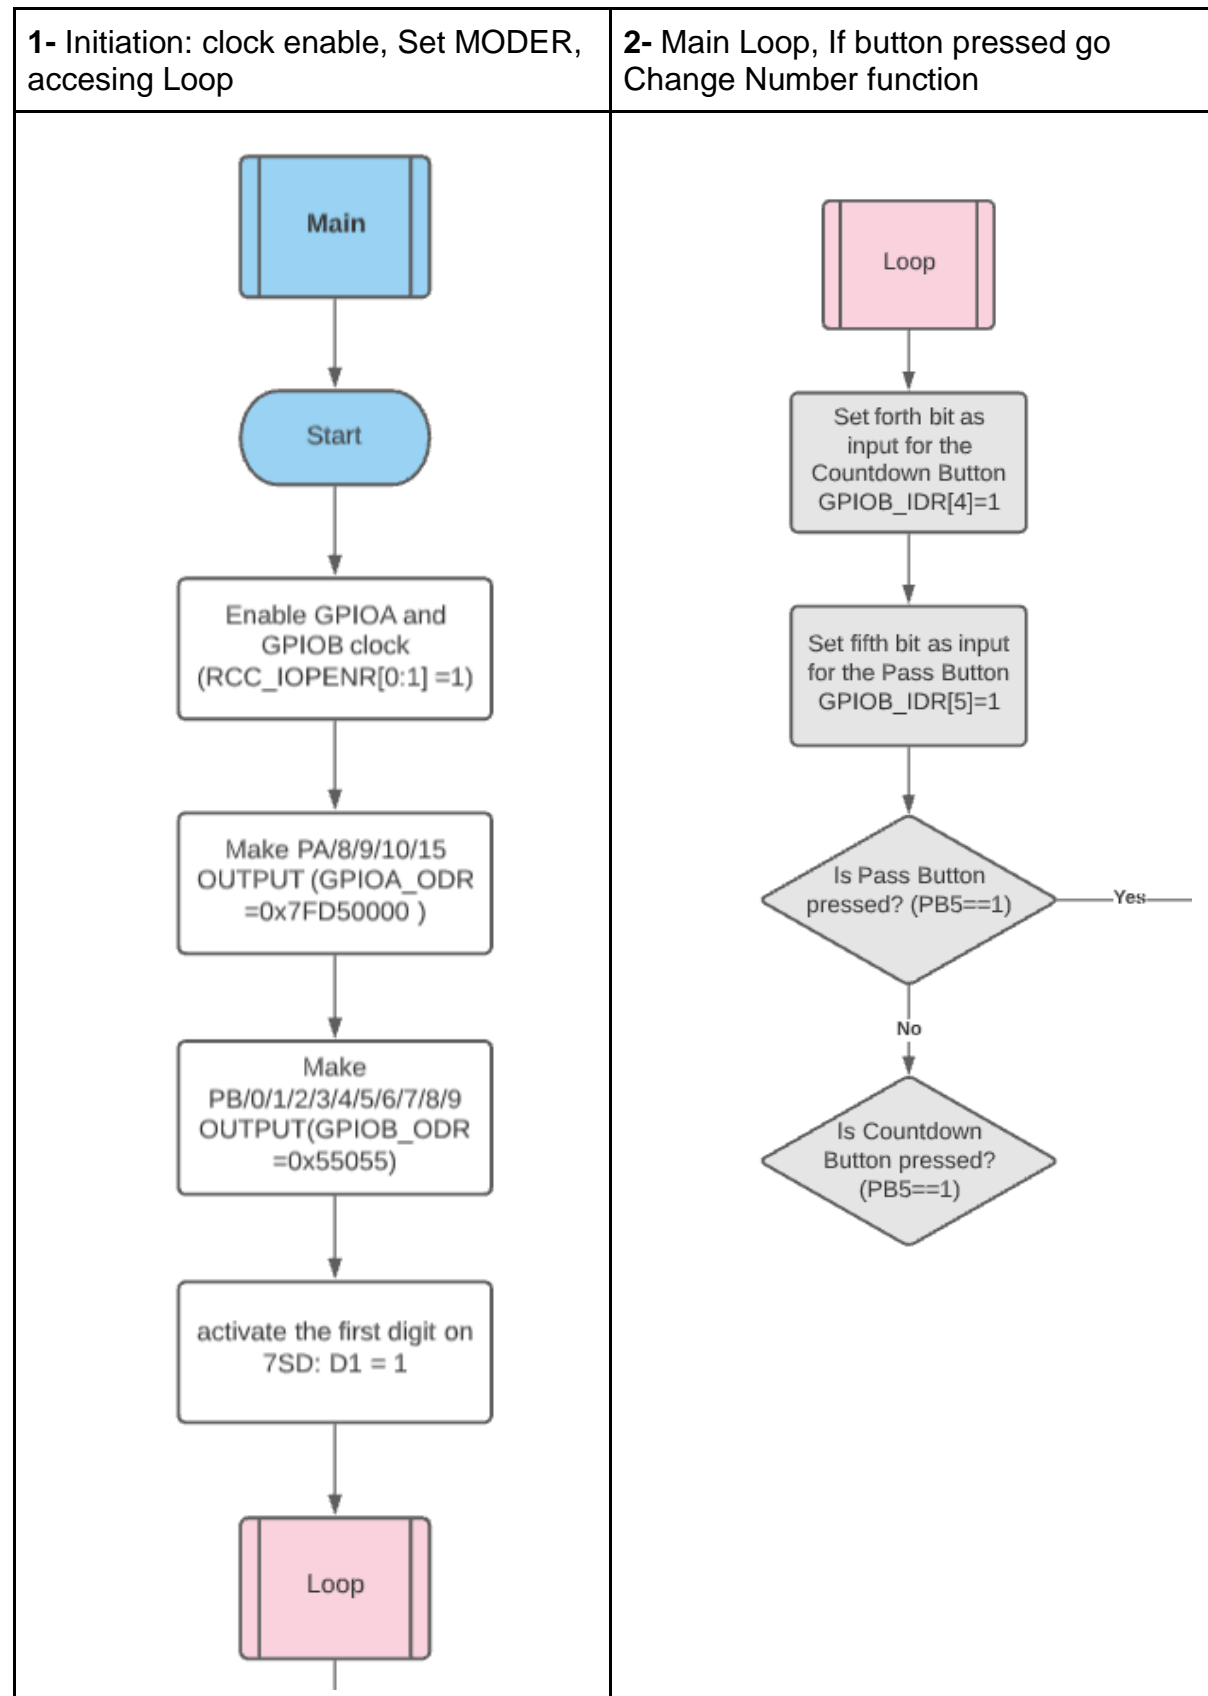 1- Initiation: clock enable, Set MODER,
accesing Loop
2- Main Loop, If button pressed go
Change Number function
Main
Start
Enable GPIOA and
GPIOB clock
(RCC_IOPENR[0:1] =1)
Make PA/8/9/10/15
OUTPUT (GPIOA_ODR
=0x7FD50000 )
Make
PB/0/1/2/3/4/5/6/7/8/9
OUTPUT(GPIOB_ODR
=0x55055)
activate the first digit on
7SD: D1 = 1
Loop
Loop
Set forth bit as
input for the
Countdown Button
GPIOB_IDR[4]=1
Set fifth bit as input
for the Pass Button
GPIOB_IDR[5]=1
Is Pass Button
pressed? (PB5==1)
Yes
No
Is Countdown
Button pressed?
(PB5==1)